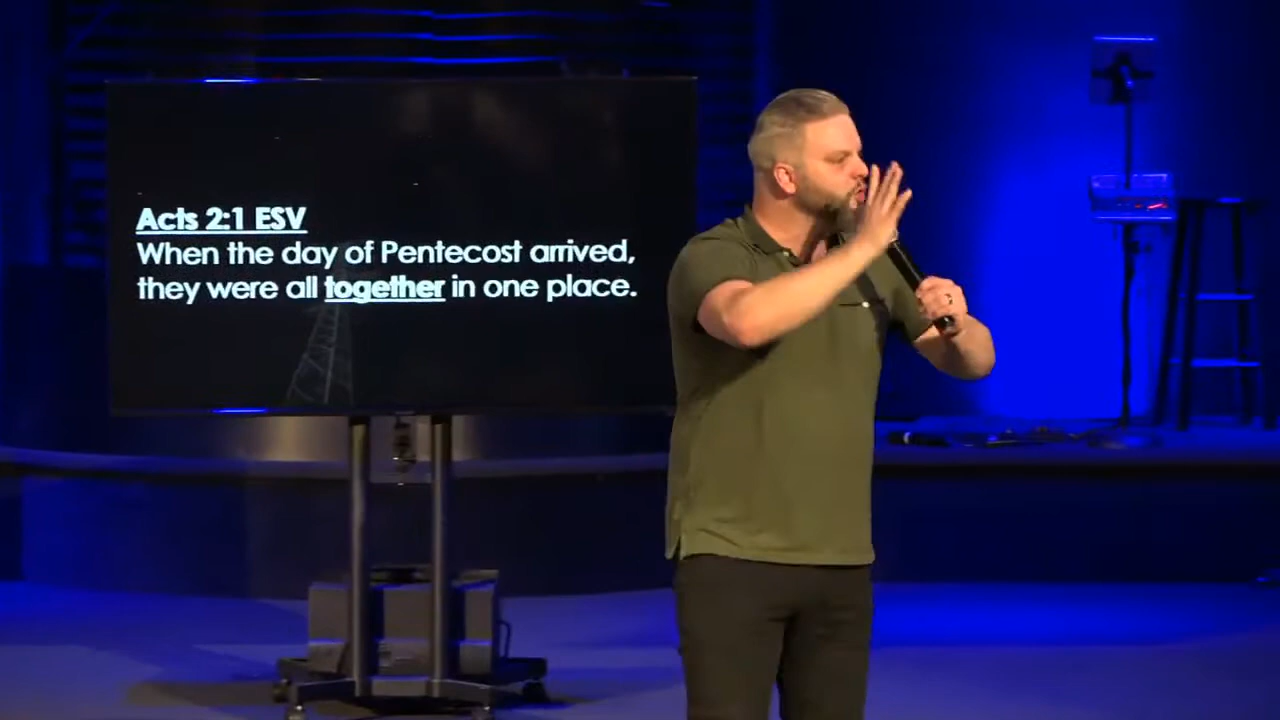 Acts 2:1 ESV
When the day of Pentecost arrived,
they were all together in one place.